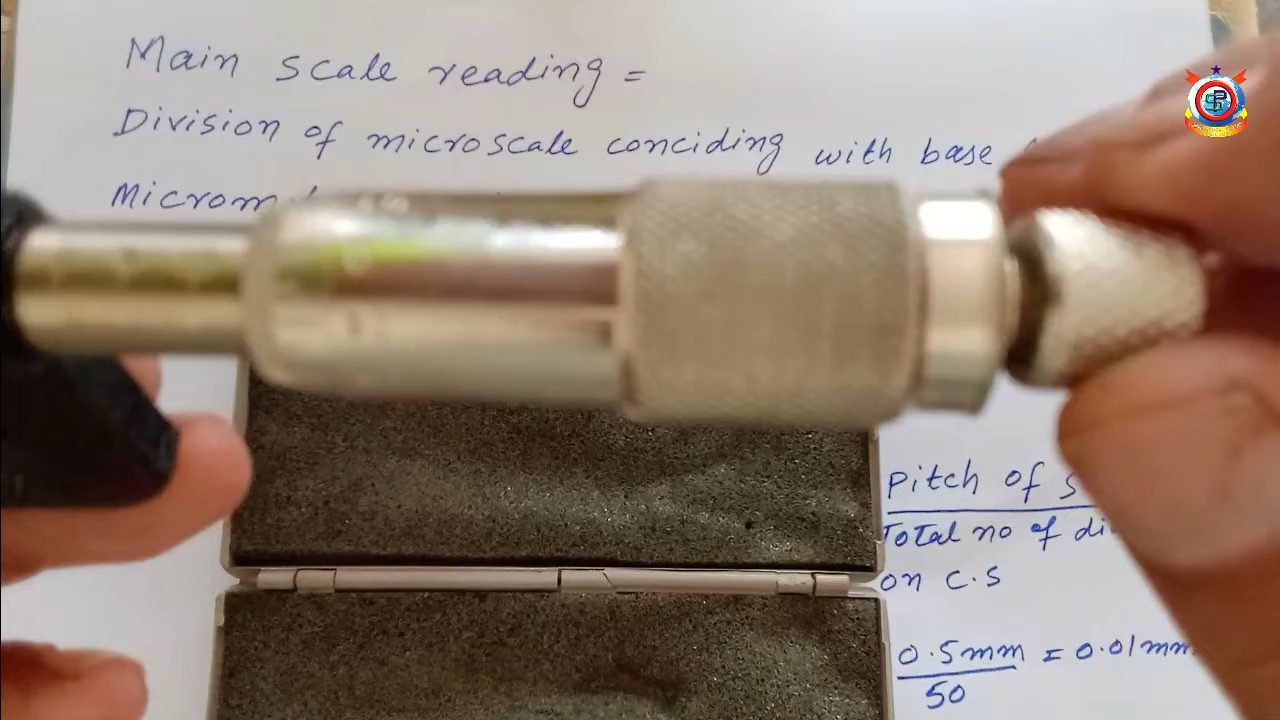 Main scale reading =
Division of microscale conciding with base
Pitch of
Total no of
on C.S
0.5mm = 0.01mm
50